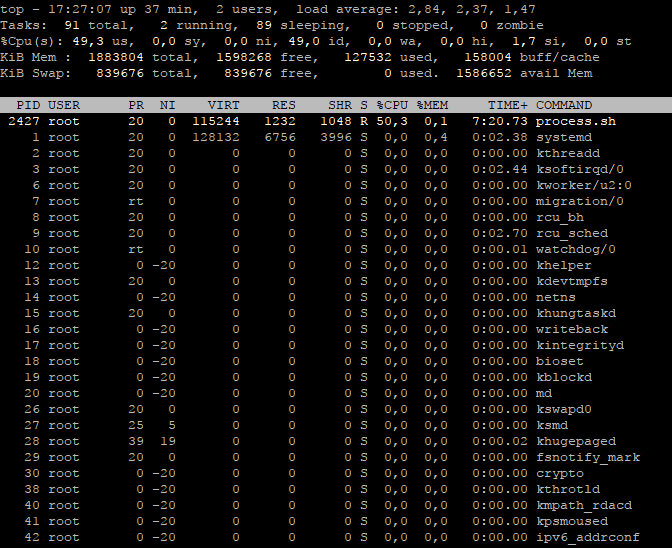 top - 17:27:07 up 37 min,  2 users,  load average: 2,84, 2,37, 1,47
Tasks:  91 total,   2 running,  89 sleeping,   0 stopped,   0 zombie
%Cpu(s): 49,3 us,  0,0 sy,  0,0 ni, 49,0 id,  0,0 wa,  0,0 hi,  1,7 si,  0,0 st
KiB Mem :  1883804 total,  1598268 free,   127532 used,   158004 buff/cache
KiB Swap:   839676 total,   839676 free,        0 used.  1586652 avail Mem
PID USER      PR  NI    VIRT    RES    SHR S %CPU %MEM     TIME+ COMMAND
2427 root      20   0  115244   1232   1048 R 50,3  0,1   7:20.73 process.sh
1 root      20   0  128132   6756   3996 S  0,0  0,4   0:02.38 systemd
2 root      20   0       0      0      0 S  0,0  0,0   0:00.00 kthreadd
3 root      20   0       0      0      0 S  0,0  0,0   0:02.44 ksoftirqd/0
6 root      20   0       0      0      0 S  0,0  0,0   0:00.00 kworker/u2:0
7 root      rt   0       0      0      0 S  0,0  0,0   0:00.00 migration/0
8 root      20   0       0      0      0 S  0,0  0,0   0:00.00 rcu_bh
9 root      20   0       0      0      0 S  0,0  0,0   0:02.70 rcu_sched
10 root      rt   0       0      0      0 S  0,0  0,0   0:00.01 watchdog/0
12 root       0 -20       0      0      0 S  0,0  0,0   0:00.00 khelper
13 root      20   0       0      0      0 S  0,0  0,0   0:00.00 kdevtmpfs
14 root       0 -20       0      0      0 S  0,0  0,0   0:00.00 netns
15 root      20   0       0      0      0 S  0,0  0,0   0:00.00 khungtaskd
16 root       0 -20       0      0      0 S  0,0  0,0   0:00.00 writeback
17 root       0 -20       0      0      0 S  0,0  0,0   0:00.00 kintegrityd
18 root       0 -20       0      0      0 S  0,0  0,0   0:00.00 bioset
19 root       0 -20       0      0      0 S  0,0  0,0   0:00.00 kblockd
20 root       0 -20       0      0      0 S  0,0  0,0   0:00.00 md
26 root      20   0       0      0      0 S  0,0  0,0   0:00.00 kswapd0
27 root      25   5       0      0      0 S  0,0  0,0   0:00.00 ksmd
28 root      39  19       0      0      0 S  0,0  0,0   0:00.02 khugepaged
29 root      20   0       0      0      0 S  0,0  0,0   0:00.00 fsnotify_mark
30 root       0 -20       0      0      0 S  0,0  0,0   0:00.00 crypto
38 root       0 -20       0      0      0 S  0,0  0,0   0:00.00 kthrotld
40 root       0 -20       0      0      0 S  0,0  0,0   0:00.00 kmpath_rdacd
41 root       0 -20       0      0      0 S  0,0  0,0   0:00.00 kpsmoused
42 root       0 -20       0      0      0 S  0,0  0,0   0:00.00 ipv6_addrconf